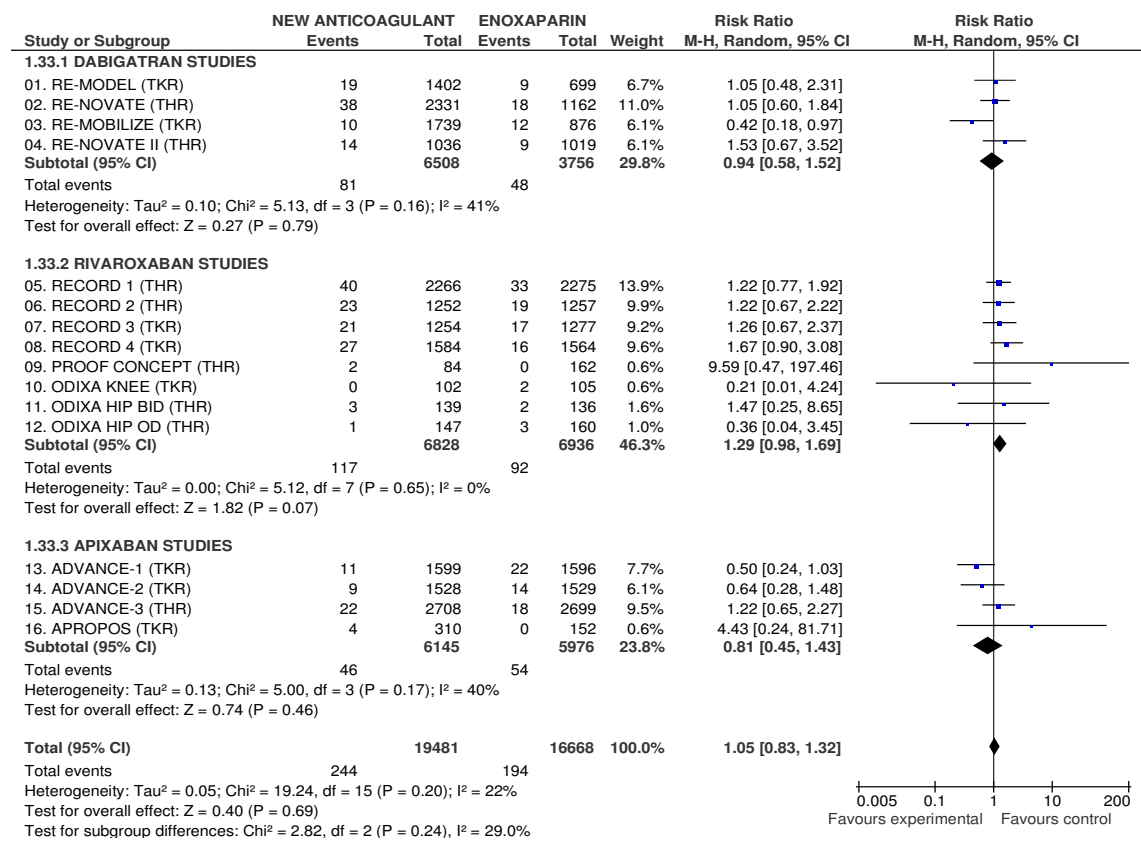 NEW ANTICOAGULANT ENOXAPARIN Risk Ratio Risk Ratio
Study or Subgroup Events Total Events Total Weight M-H, Random, 95% CI M-H, Random, 95% CI
1.33.1 DABIGATRAN STUDIES
01. RE-MODEL (TKR) 19 1402 9 699 6.7% 1.05 [0.48, 2.31]
02. RE-NOVATE (THR) 38 2331 18 1162 11.0% 1.05 [0.60, 1.84]
03. RE-MOBILIZE (TKR) 10 1739 12 876 6.1% 0.42 [0.18, 0.97]
04. RE-NOVATE II (THR) 14 1036 9 1019 6.1% 1.53 [0.67, 3.52]
Subtotal (95% CI) 6508 3756 29.8% 0.94 [0.58, 1.52]
Total events 81 48
Heterogeneity: Tau² = 0.10; Chi² = 5.13, df = 3 (P = 0.16); I² = 41%
Test for overall effect: Z = 0.27 (P = 0.79)
1.33.2 RIVAROXABAN STUDIES
05. RECORD 1 (THR) 40 2266 33 2275 13.9% 1.22 [0.77, 1.92]
06. RECORD 2 (THR) 23 1252 19 1257 9.9% 1.22 [0.67, 2.22]
07. RECORD 3 (TKR) 21 1254 17 1277 9.2% 1.26 [0.67, 2.37]
08. RECORD 4 (TKR) 27 1584 16 1564 9.6% 1.67 [0.90, 3.08]
09. PROOF CONCEPT (THR) 2 84 0 162 0.6% 9.59 [0.47, 197.46]
10. ODIXA KNEE (TKR) 0 102 2 105 0.6% 0.21 [0.01, 4.24]
11. ODIXA HIP BID (THR) 3 139 2 136 1.6% 1.47 [0.25, 8.65]
12. ODIXA HIP OD (THR) 1 147 3 160 1.0% 0.36 [0.04, 3.45]
Subtotal (95% CI) 6828 6936 46.3% 1.29 [0.98, 1.69]
Total events 117 92
Heterogeneity: Tau² = 0.00; Chi² = 5.12, df = 7 (P = 0.65); I² = 0%
Test for overall effect: Z = 1.82 (P = 0.07)
1.33.3 APIXABAN STUDIES
13. ADVANCE-1 (TKR) 11 1599 22 1596 7.7% 0.50 [0.24, 1.03]
14. ADVANCE-2 (TKR) 9 1528 14 1529 6.1% 0.64 [0.28, 1.48]
15. ADVANCE-3 (THR) 22 2708 18 2699 9.5% 1.22 [0.65, 2.27]
16. APROPOS (TKR) 4 310 0 152 0.6% 4.43 [0.24, 81.71]
Subtotal (95% CI) 6145 5976 23.8% 0.81 [0.45, 1.43]
Total events 46 54
Heterogeneity: Tau² = 0.13; Chi² = 5.00, df = 3 (P = 0.17); I² = 40%
Test for overall effect: Z = 0.74 (P = 0.46)
Total (95% CI) 19481 16668 100.0% 1.05 [0.83, 1.32]
Total events 244 194
Heterogeneity: Tau² = 0.05; Chi² = 19.24, df = 15 (P = 0.20); I² = 22%
Test for overall effect: Z = 0.40 (P = 0.69)
Test for subgroup differences: Chi² = 2.82, df = 2 (P = 0.24), I² = 29.0%
0.005 0.1 1 10 200
Favours experimental Favours control